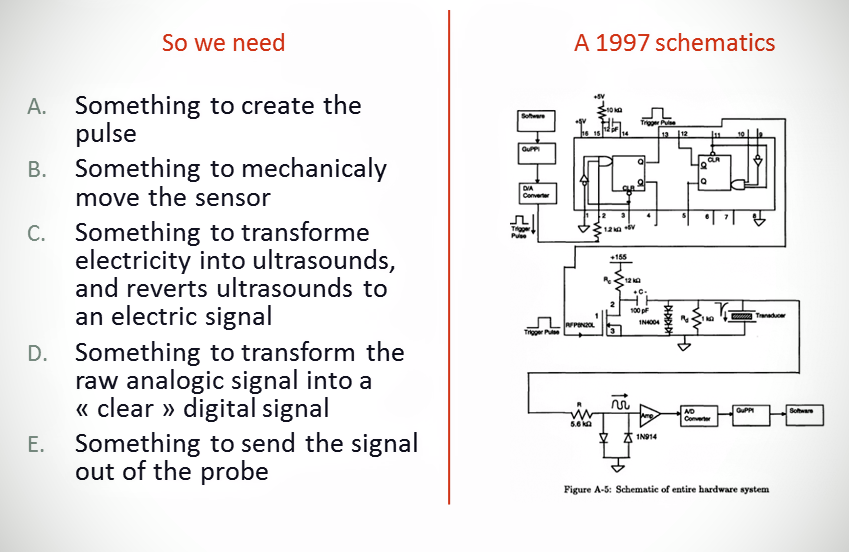 So we need
A. Something to create the
pulse
B. Something to mechanicaly
move the sensor
C. Something to transforme
electricity into ultrasounds,
and reverts ultrasounds to
an electric signal
D. Something to transform the
raw analogic signal into a
« clear » digital signal
E. Something to send the signal
out of the probe
A 1997 schematics
+5V
10 kΩ
Software
+5V
12 pF
Trigger Pulse
16 15 14 13 12 11 10 9
GuPPI
Q
CLR
Q
D/A
Converter
Q
CLR
Q
1 2 3 4 5 6 7 8
Trigger
Pulse
1.2 kΩ +5V
+155
Rc 12 kΩ
+C-
2
100 pF
1
1N4004
Rd 1 kΩ
Transducer
Trigger Pulse
RFP8N20L
3
R
5.6 kΩ
Amp
A/D
Converter
GuPPI
Software
1N914
Figure A-5: Schematic of entire hardware system